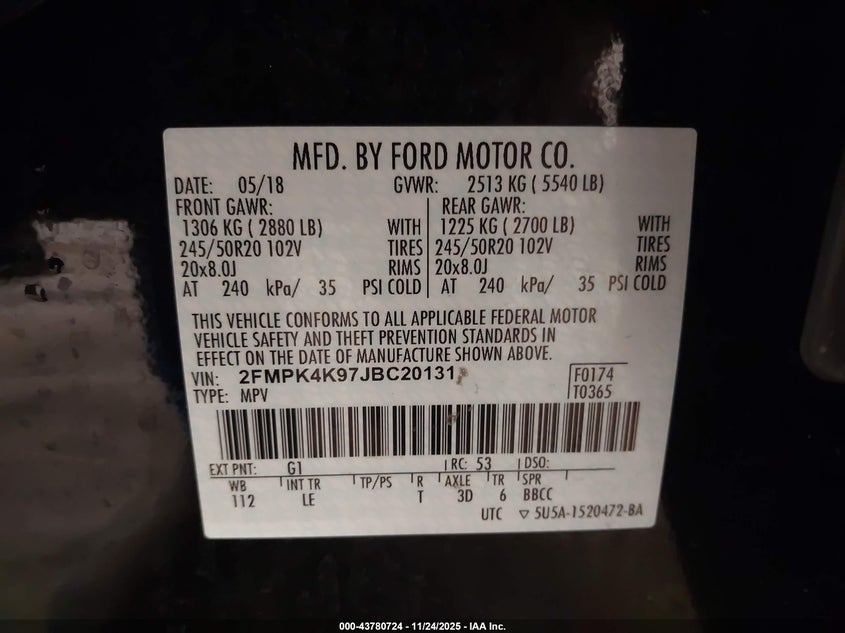 MFD. BY FORD MOTOR CO.
DATE: 05/18 GVWR: 2513 KG ( 5540 LB)
FRONT GAWR: REAR GAWR:
1306 KG ( 2880 LB) WITH 1225 KG ( 2700 LB) WITH
245/50R20 102V TIRES 245/50R20 102V TIRES
20x8.0J RIMS 20x8.0J RIMS
AT 240 kPa/ 35 PSI COLD AT 240 kPa/ 35 PSI COLD
THIS VEHICLE CONFORMS TO ALL APPLICABLE FEDERAL MOTOR
VEHICLE SAFETY AND THEFT PREVENTION STANDARDS IN
EFFECT ON THE DATE OF MANUFACTURE SHOWN ABOVE.
VIN: 2FMPK4K97JBC20131 F0174
TYPE: MPV T0365
EXT PNT: G1 RC: 53 DSO:
WB INT TR TP/PS R AXLE TR SPR
112 LE T 3D 6 BBCC
UTC ▽ 5U5A-1520472-BA
000-43780724 - 11/24/2025 - IAA Inc.